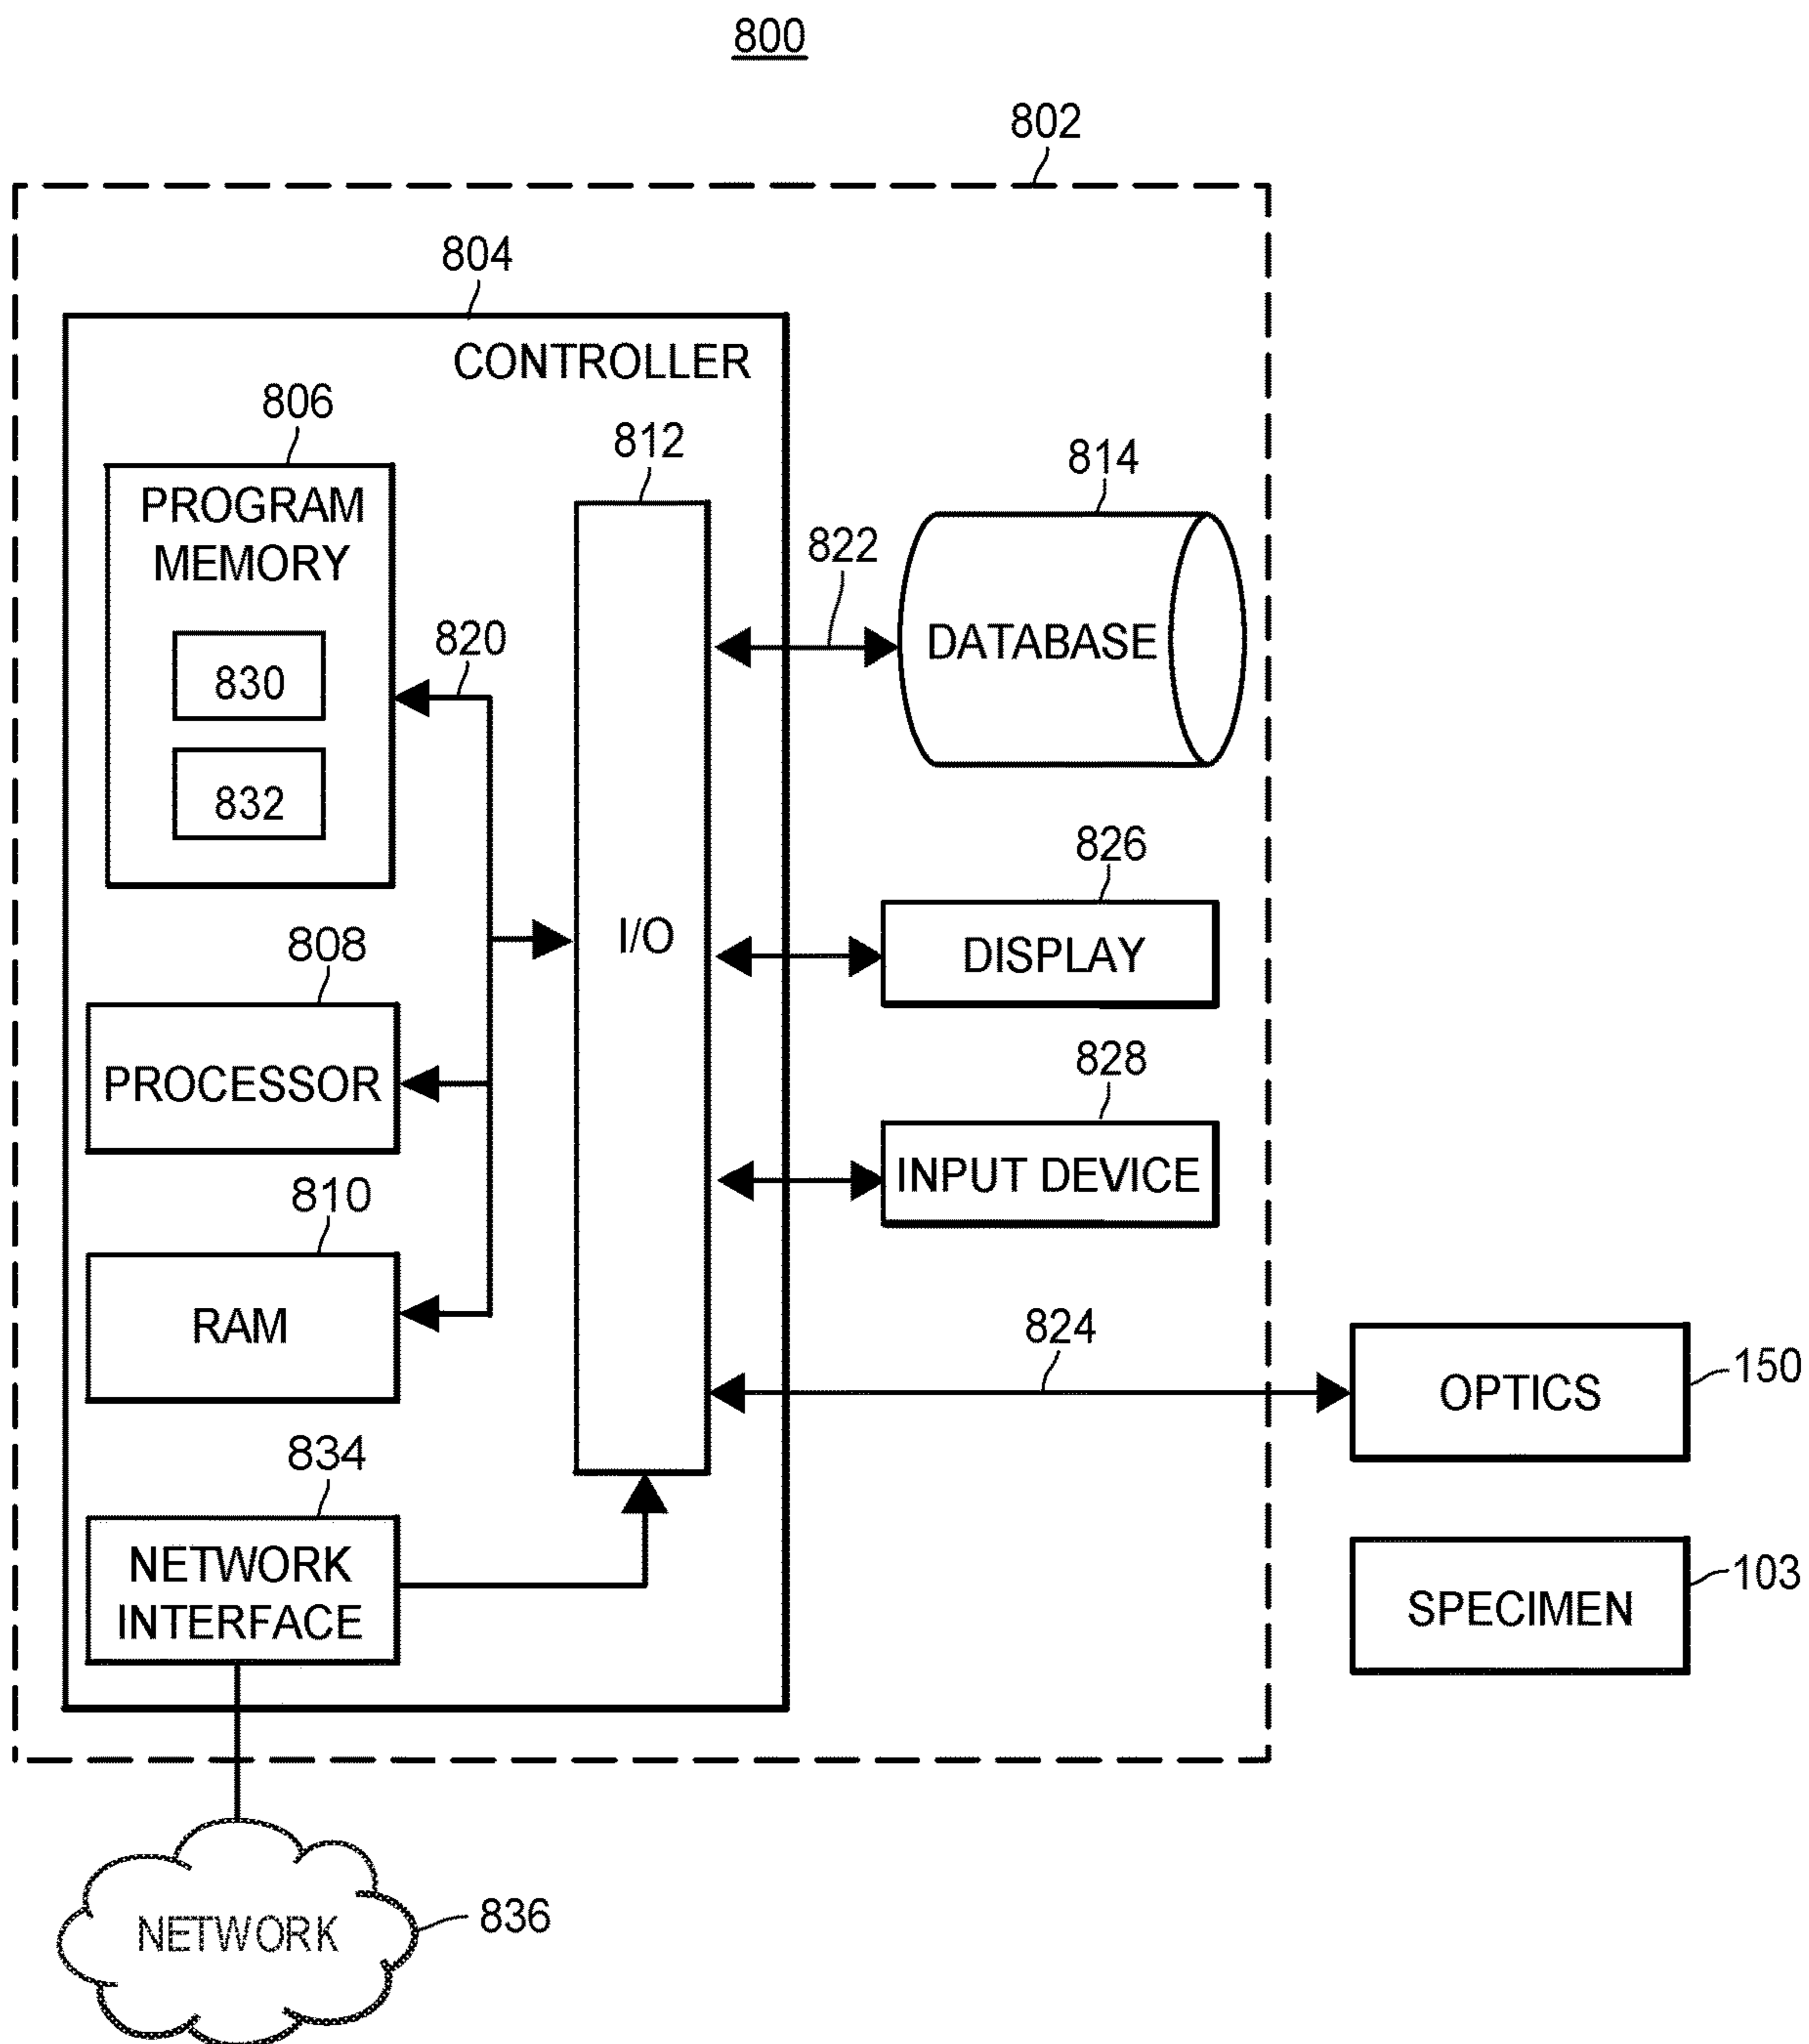 800
802
804
CONTROLLER
806
PROGRAM
MEMORY
830
832
820
812
I/O
822
814
DATABASE
826
DISPLAY
808
PROCESSOR
828
INPUT DEVICE
810
RAM
824
OPTICS
150
834
NETWORK
INTERFACE
SPECIMEN
103
NETWORK
836